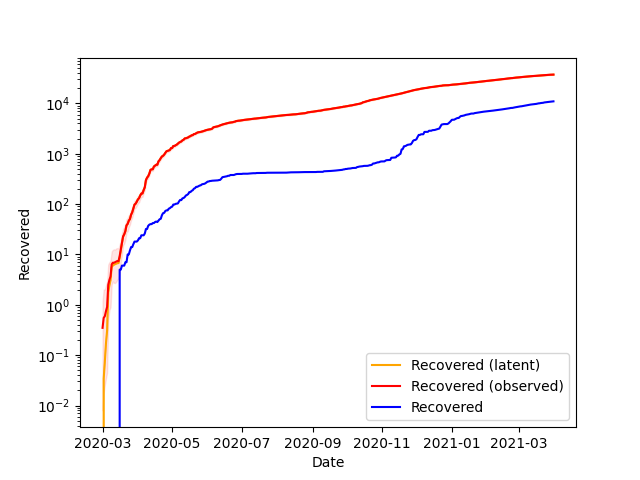 10^4
10^3
10^2
10^1
10^0
10^-1
10^-2
Recovered
Recovered (latent)
Recovered (observed)
Recovered
2020-03 2020-05 2020-07 2020-09 2020-11 2021-01 2021-03
Date